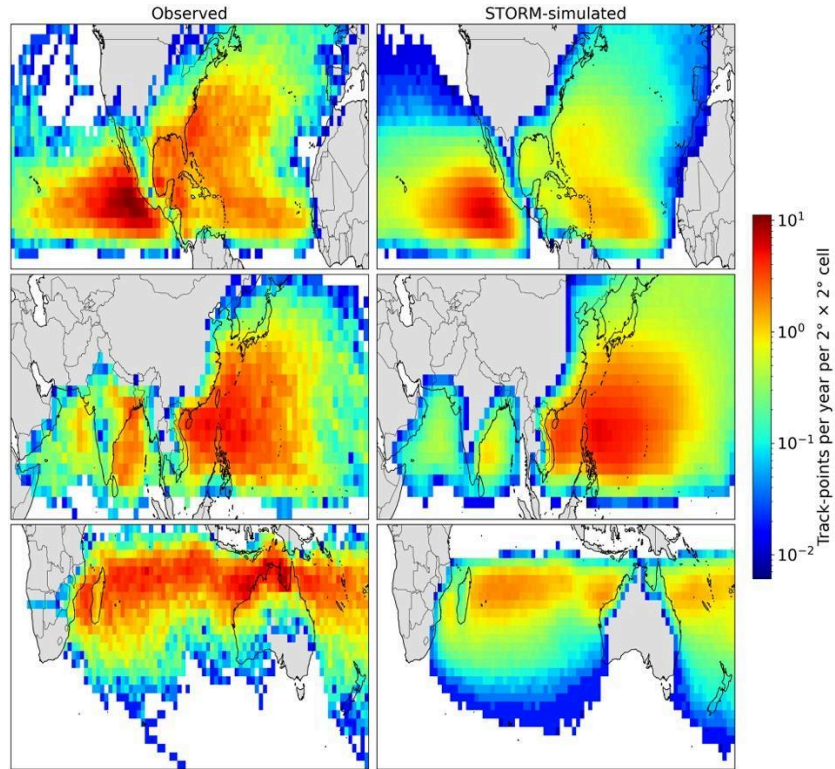 Observed
STORM-simulated
10¹
10⁰
10⁻¹
10⁻²
Track-points per year per 2° × 2° cell